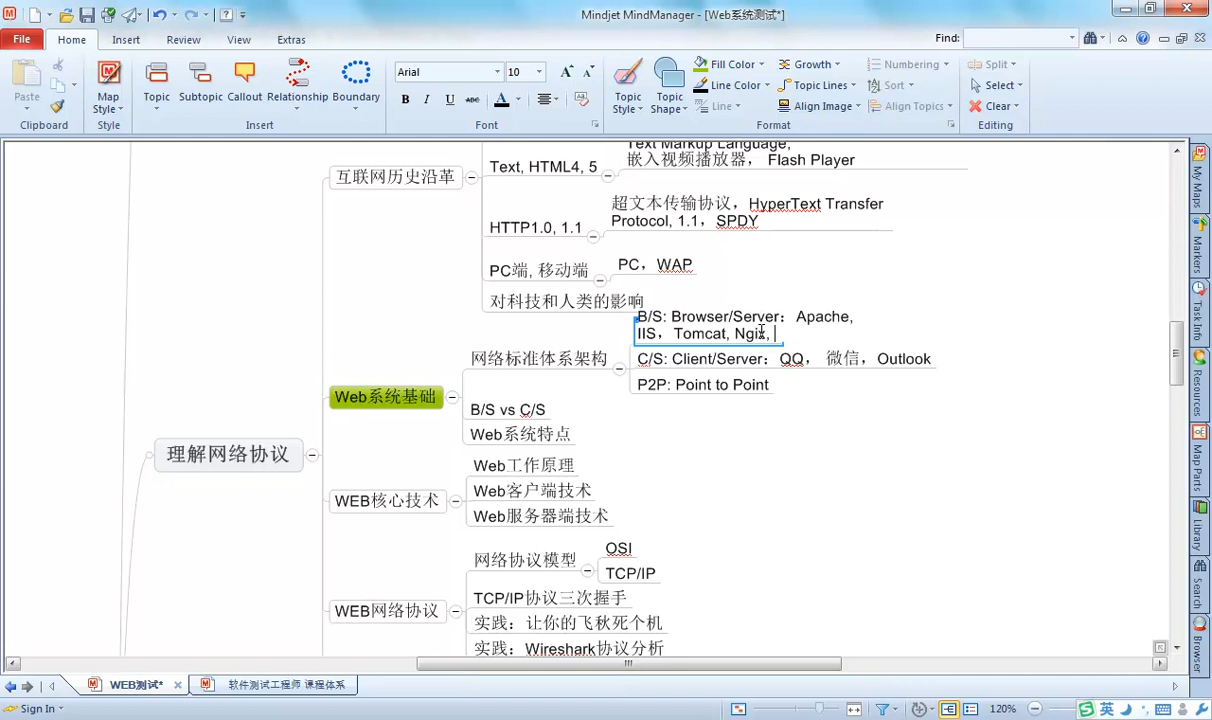 Mindjet MindManager - [Web系统测试*]
File Home Insert Review View Extras
Find:
Paste
Map Style
Topic Subtopic Callout Relationship Boundary
Arial 10
B I U abc A
Topic Style Topic Shape
Fill Color Growth Numbering
Line Color Topic Lines Sort
Line Align Image Align Topics
Split
Select
Clear
Clipboard Style Insert Font Format Editing
互联网历史沿革
Text, HTML4, 5
Text Markup Language,
嵌入视频播放器，Flash Player
HTTP1.0, 1.1
超文本传输协议，HyperText Transfer
Protocol, 1.1，SPDY
PC端, 移动端
PC，WAP
对科技和人类的影响
B/S: Browser/Server：Apache,
IIS，Tomcat, Ngix,
网络标准体系架构
C/S: Client/Server：QQ， 微信，Outlook
P2P: Point to Point
Web系统基础
B/S vs C/S
Web系统特点
理解网络协议
WEB核心技术
Web工作原理
Web客户端技术
Web服务器端技术
网络协议模型
OSI
TCP/IP
WEB网络协议
TCP/IP协议三次握手
实践：让你的飞秋死个机
实践：Wireshark协议分析
My Maps
Markers
Task Info
Resources
Map Parts
Library
Search
Browser
WEB测试*
软件测试工程师 课程体系
Sign In
120%
英